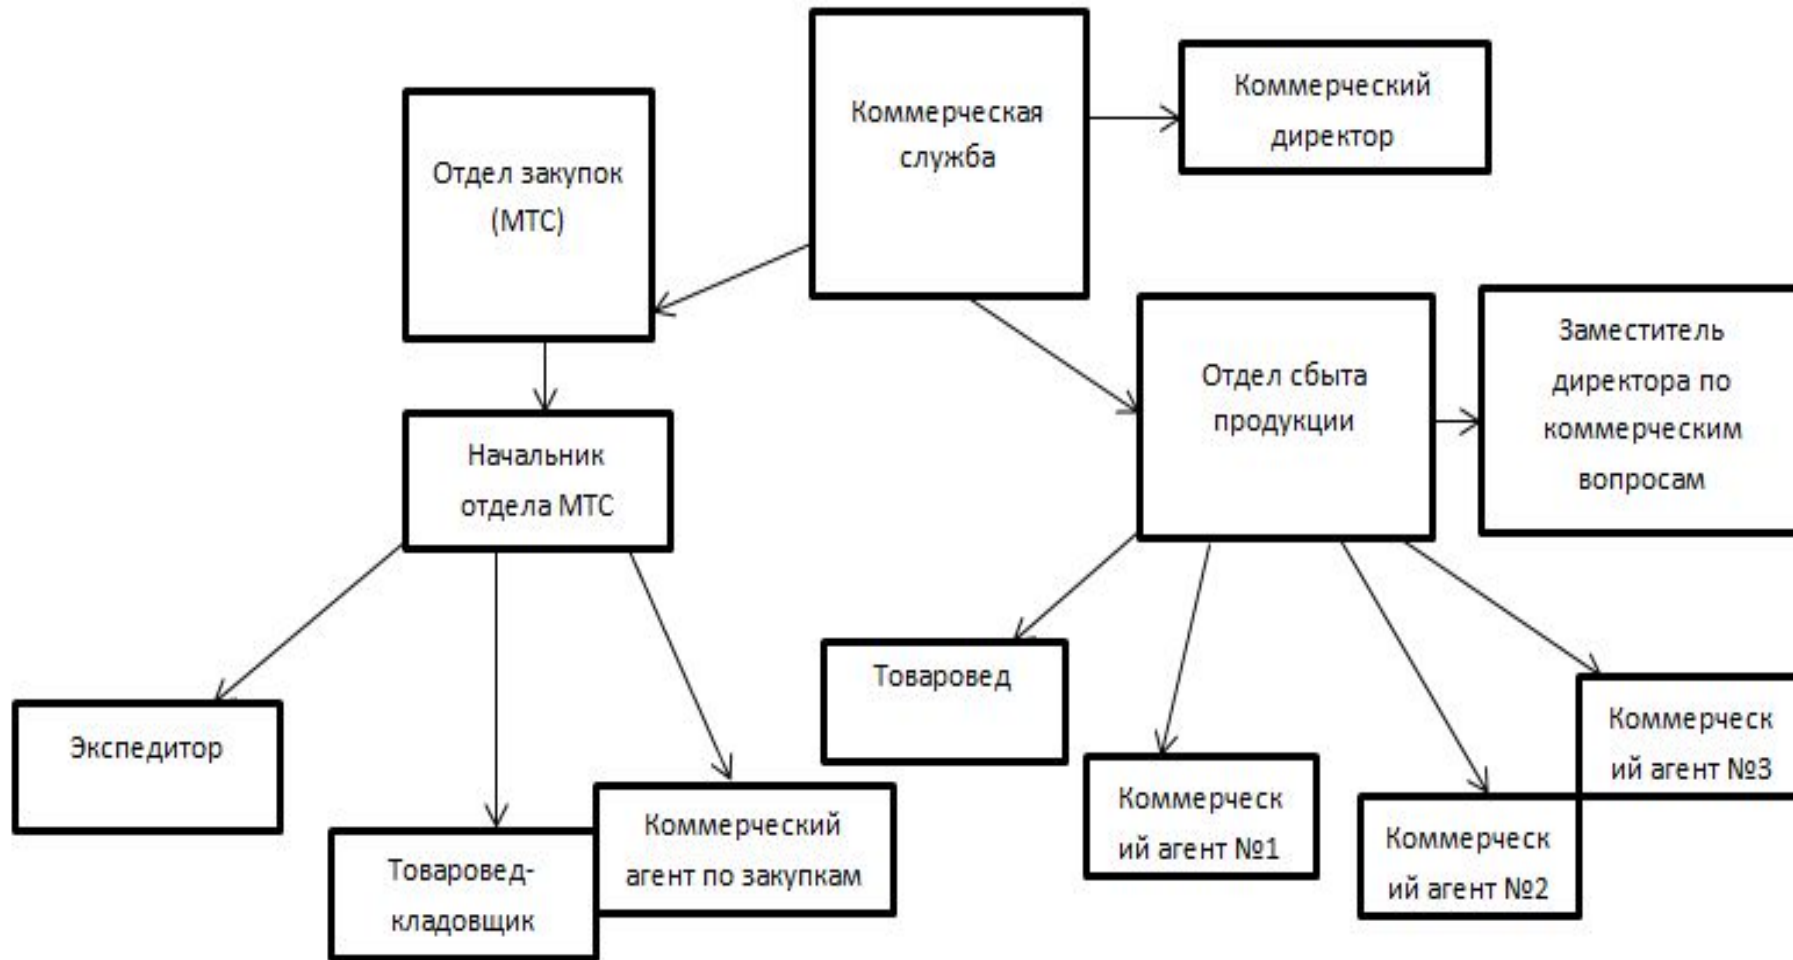 Коммерческая
служба
Коммерческий
директор
Отдел закупок
(МТС)
Отдел сбыта
продукции
Заместитель
директора по
коммерческим
вопросам
Начальник
отдела МТС
Экспедитор
Товаровед-
кладовщик
Коммерческий
агент по закупкам
Товаровед
Коммерческ
ий агент №1
Коммерческ
ий агент №2
Коммерческ
ий агент №3